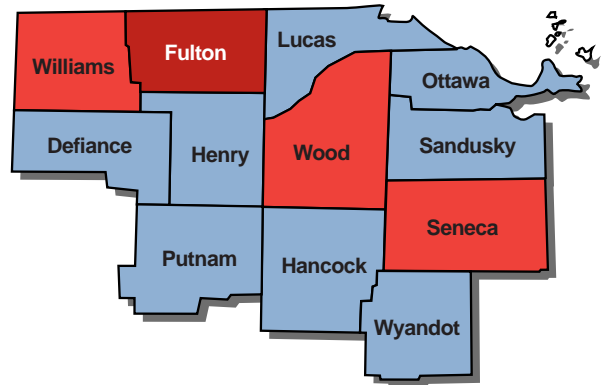 Lucas
Fulton
Williams
Ottawa
Defiance
Henry
Wood
Sandusky
Seneca
Putnam
Hancock
Wyandot